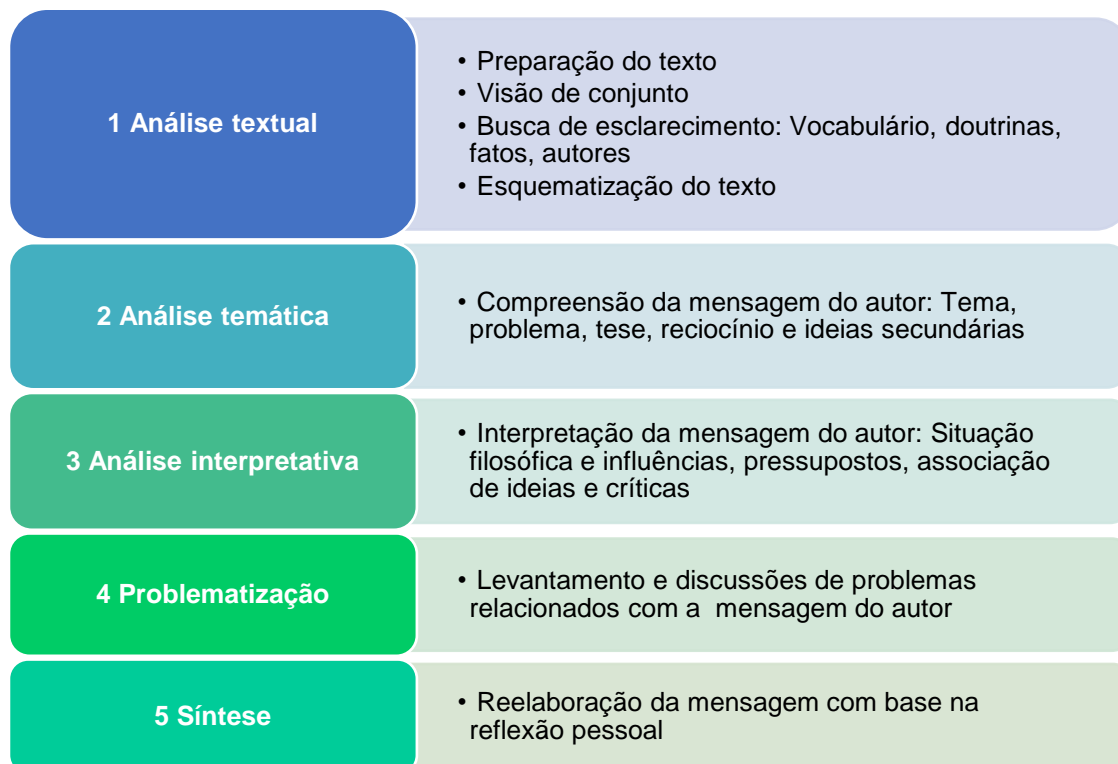 1 Análise textual
• Preparação do texto
• Visão de conjunto
• Busca de esclarecimento: Vocabulário, doutrinas,
fatos, autores
• Esquematização do texto
2 Análise temática
• Compreensão da mensagem do autor: Tema,
problema, tese, reciocínio e ideias secundárias
3 Análise interpretativa
• Interpretação da mensagem do autor: Situação
filosófica e influências, pressupostos, associação
de ideias e críticas
4 Problematização
• Levantamento e discussões de problemas
relacionados com a  mensagem do autor
5 Síntese
• Reelaboração da mensagem com base na
reflexão pessoal